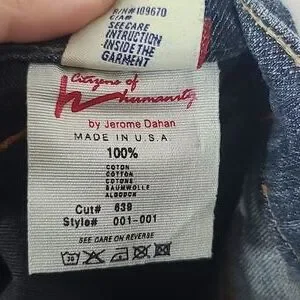 R/N#109670
C/A#
SEE CARE
INTRUCTION
INSIDE THE
GARMENT
Citizens of
humanity
by Jerome Dahan
MADE IN U.S.A
100%
COTON
COTTON
COTONE
BAUMWOLLE
ALGODON
Cut# 639
Style# 001-001
SEE CARE ON REVERSE
30